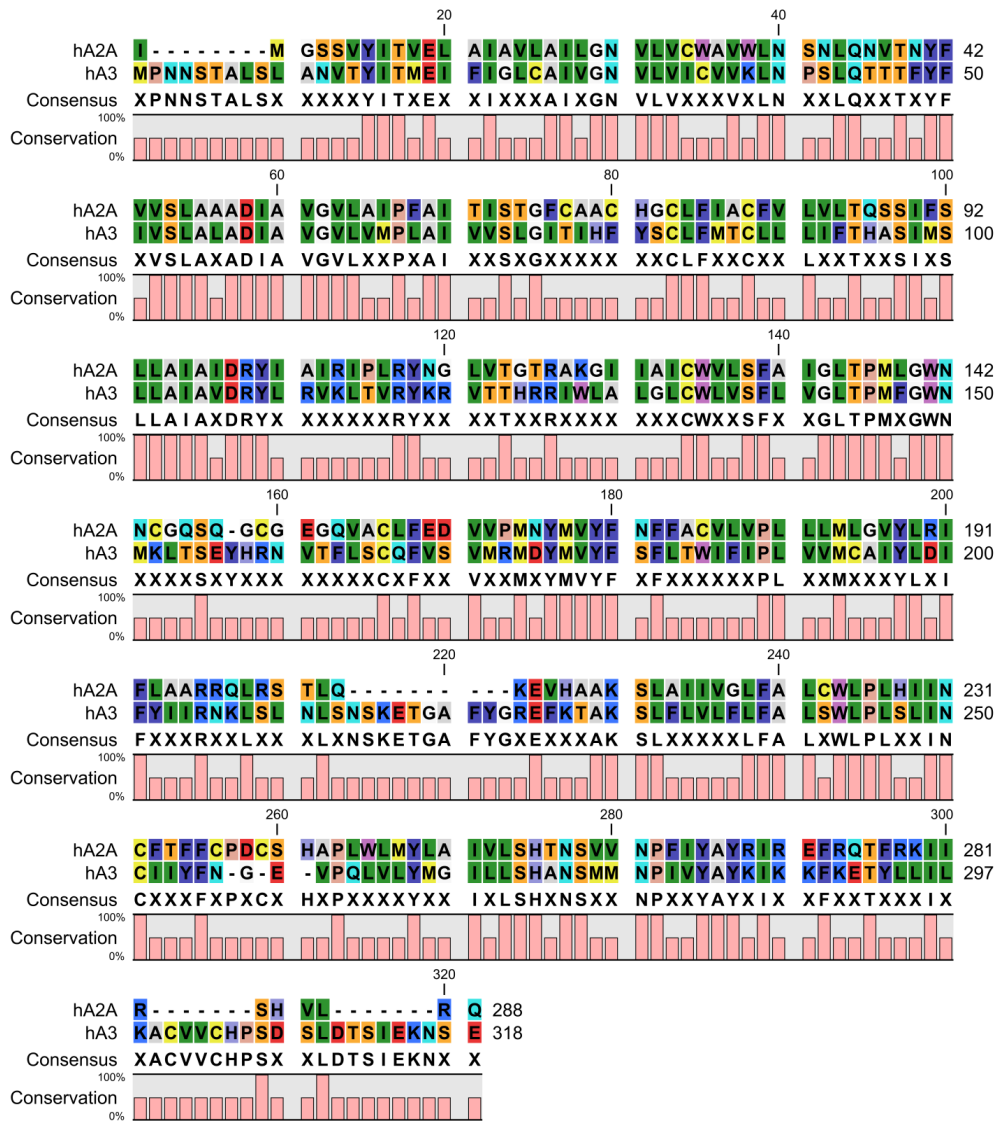 20 40
hA2A I--------M GSSVYITVEL AIAVLAILGN VLVCWAVWLN SNLQNVTNYF 42
hA3 MPNNSTALSL ANVTYITMEI FIGLCAIVGN VLVICVVKLN PSLQTTTFYF 50
Consensus XPNNSTALSX XXXXYITXEX XIXXXAIXGN VLVXXXVXLN XXLQXXTXYF
100%
Conservation
0%
60 80 100
hA2A VVSLAAADIA VGVLAIPFAI TISTGFCAAC HGCLFIACFV LVLTQSSIFS 92
hA3 IVSLALADIA VGVLVMPLAI VVSLGITIHF YSCLFMTCLL LIFTHASIMS 100
Consensus XVSLAXADIA VGVLXXPXAI XXSXGXXXXX XXCLFXXCXX LXXTXXSIXS
100%
Conservation
0%
120 140
hA2A LLAIAIDRYI AIRIPLRYNG LVTGTRAKGI IAICWVLSFA IGLTPMLGWN 142
hA3 LLAIAVDRYL RVKLTVRYKR VTTHRRIWLA LGLCWLVSFL VGLTPMFGWN 150
Consensus LLAIAXDRYX XXXXXXRYXX XXTXXRXXXX XXXCWXXSFX XGLTPMXGWN
100%
Conservation
0%
160 180 200
hA2A NCGQSQ-GCG EGQVACLFED VVPMNYMVYF NFFACVLVPL LLMLGVYLRI 191
hA3 MKLTSEYHRN VTFLSCQFVS VMRMDYMVYF SFLTWIFIPL VVMCAIYLDI 200
Consensus XXXXSXYXXX XXXXXCXFXX VXXMXYMVYF XFXXXXXXPL XXMXXXYLXI
100%
Conservation
0%
220 240
hA2A FLAARRQLRS TLQ------- ---KEVHAAK SLAIIVGLFA LCWLPLHIIN 231
hA3 FYIIRNKLSL NLSNSKETGA FYGREFKTAK SLFLVLFLFA LSWLPLSLIN 250
Consensus FXXXRXXLXX XLXNSKETGA FYGXEXXXAK SLXXXXXLFA LXWLPLXXIN
100%
Conservation
0%
260 280 300
hA2A CFTFFCPDCS HAPLWLMYLA IVLSHTNSVV NPFIYAYRIR EFRQTFRKII 281
hA3 CIIYFN-G-E -VPQLVLYMG ILLSHANSMM NPIVYAYKIK KFKETYLLIL 297
Consensus CXXXFXPXCX HXPXXXXYXX IXLSHXNSXX NPXXYAYXIX XFXXTXXXIX
100%
Conservation
0%
320
hA2A R-------SH VL-------R Q 288
hA3 KACVVCHPSD SLDTSIEKNS E 318
Consensus XACVVCHPSX XLDTSIEKNX X
100%
Conservation
0%